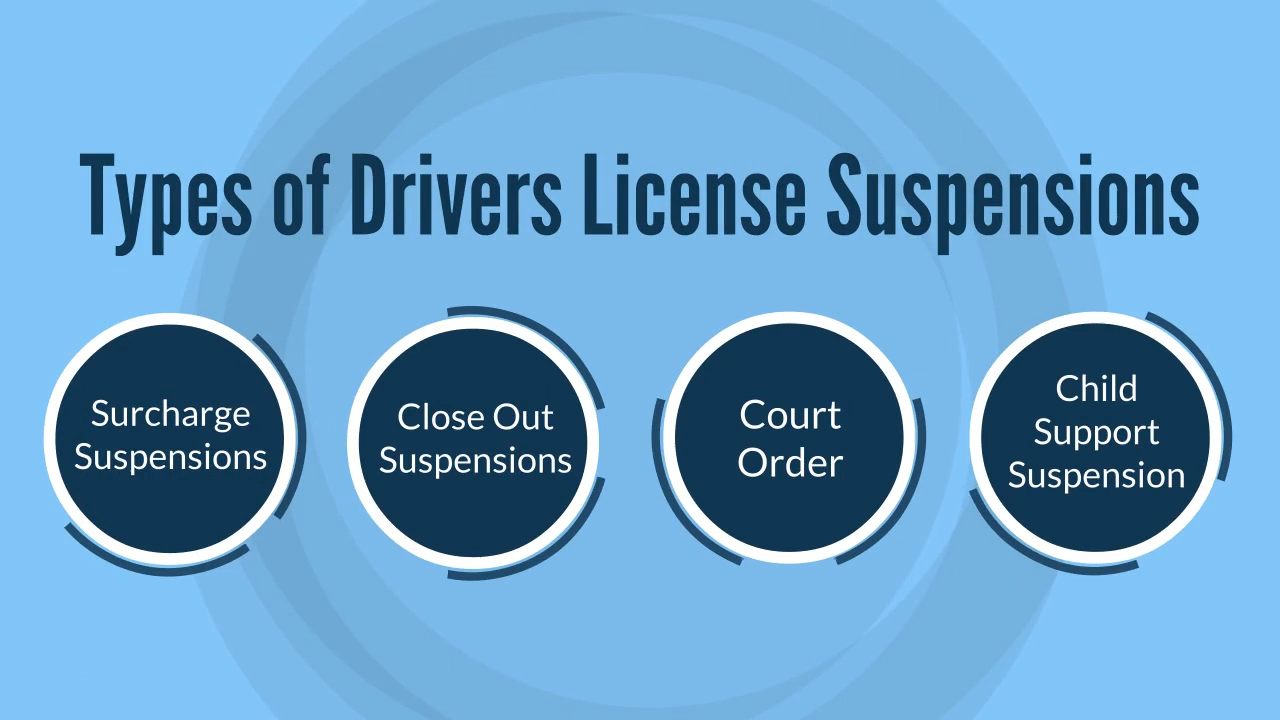 Types of Drivers License Suspensions
Surcharge
Suspensions
Close Out
Suspensions
Court
Order
Child
Support
Suspension